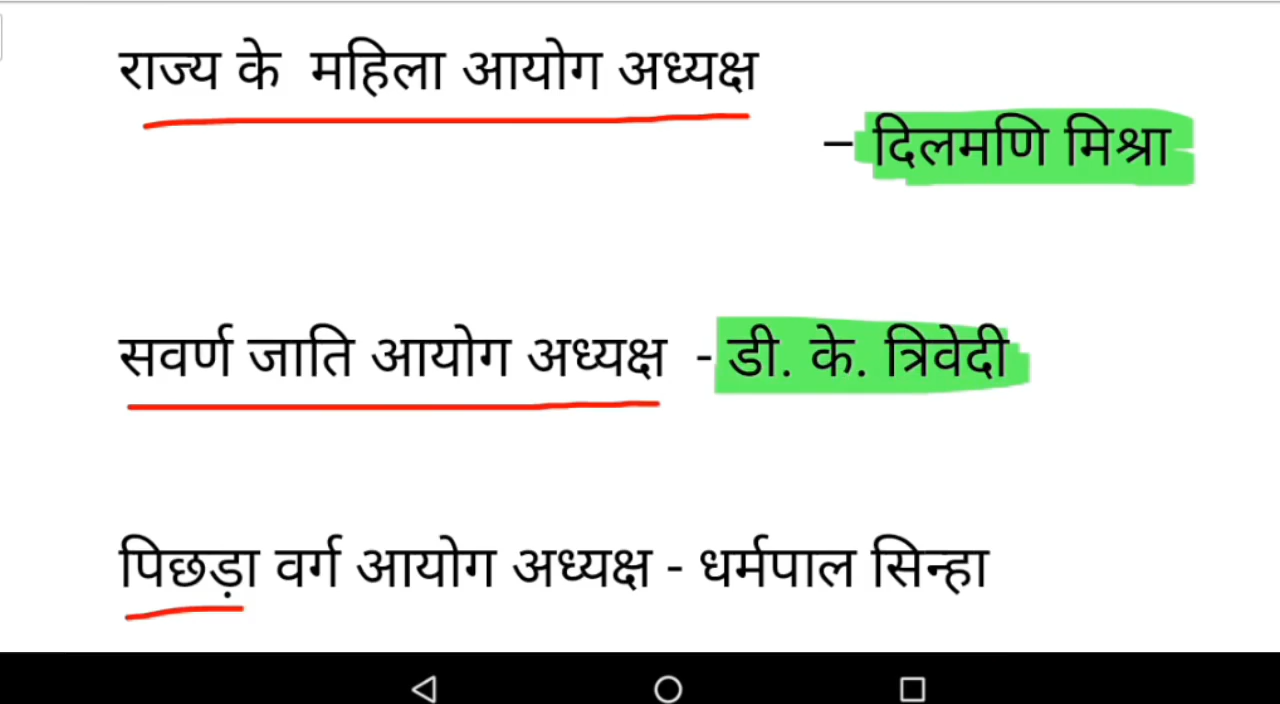 राज्य के महिला आयोग अध्यक्ष
– दिलमणि मिश्रा
सवर्ण जाति आयोग अध्यक्ष - डी. के. त्रिवेदी
पिछड़ा वर्ग आयोग अध्यक्ष - धर्मपाल सिन्हा